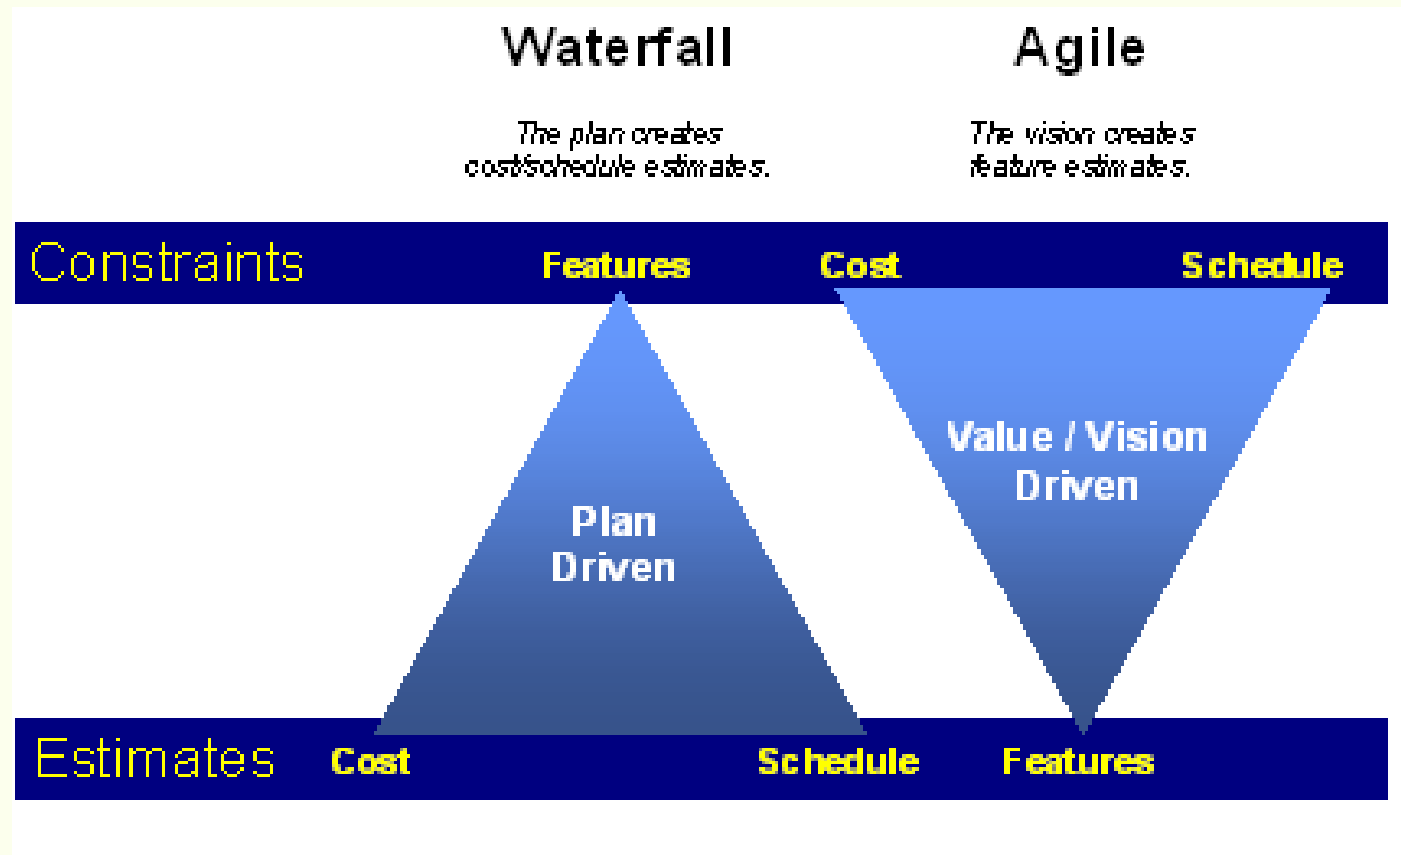 Waterfall
Agile
The plan creates
cost/schedule estimates.
The vision creates
feature estimates.
Constraints
Features
Cost
Schedule
Value / Vision
Driven
Plan
Driven
Estimates
Cost
Schedule
Features